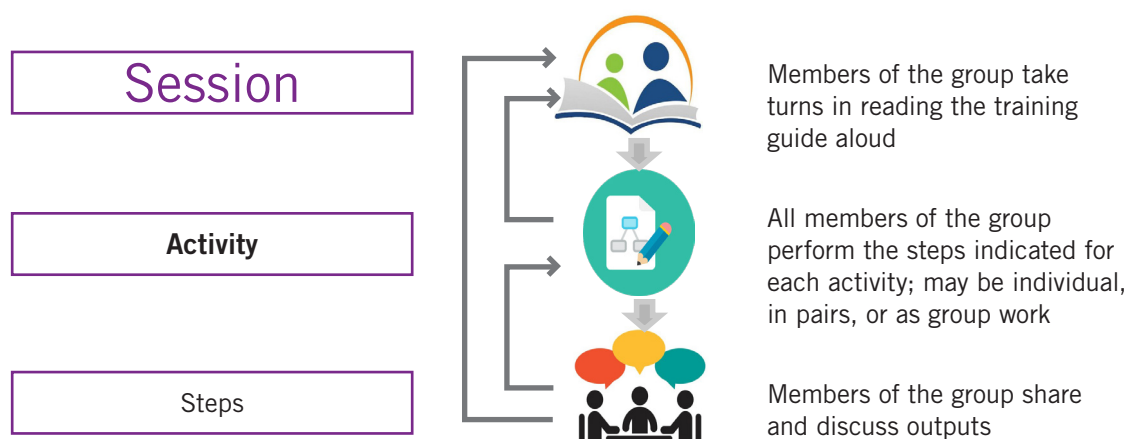 Session
Members of the group take
turns in reading the training
guide aloud
Activity
All members of the group
perform the steps indicated for
each activity; may be individual,
in pairs, or as group work
Steps
Members of the group share
and discuss outputs